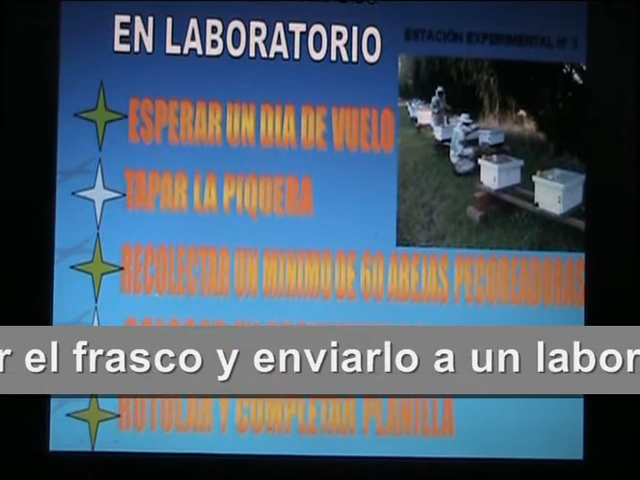 EN LABORATORIO
ESTACIÓN EXPERIMENTAL Nº
ESPERAR UN DIA DE VUELO
TAPAR LA PIQUERA
RECOLECTAR UN MINIMO DE 60 ABEJAS PECOREADORAS
r el frasco y enviarlo a un labor
ROTULAR Y COMPLETAR PLANILLA